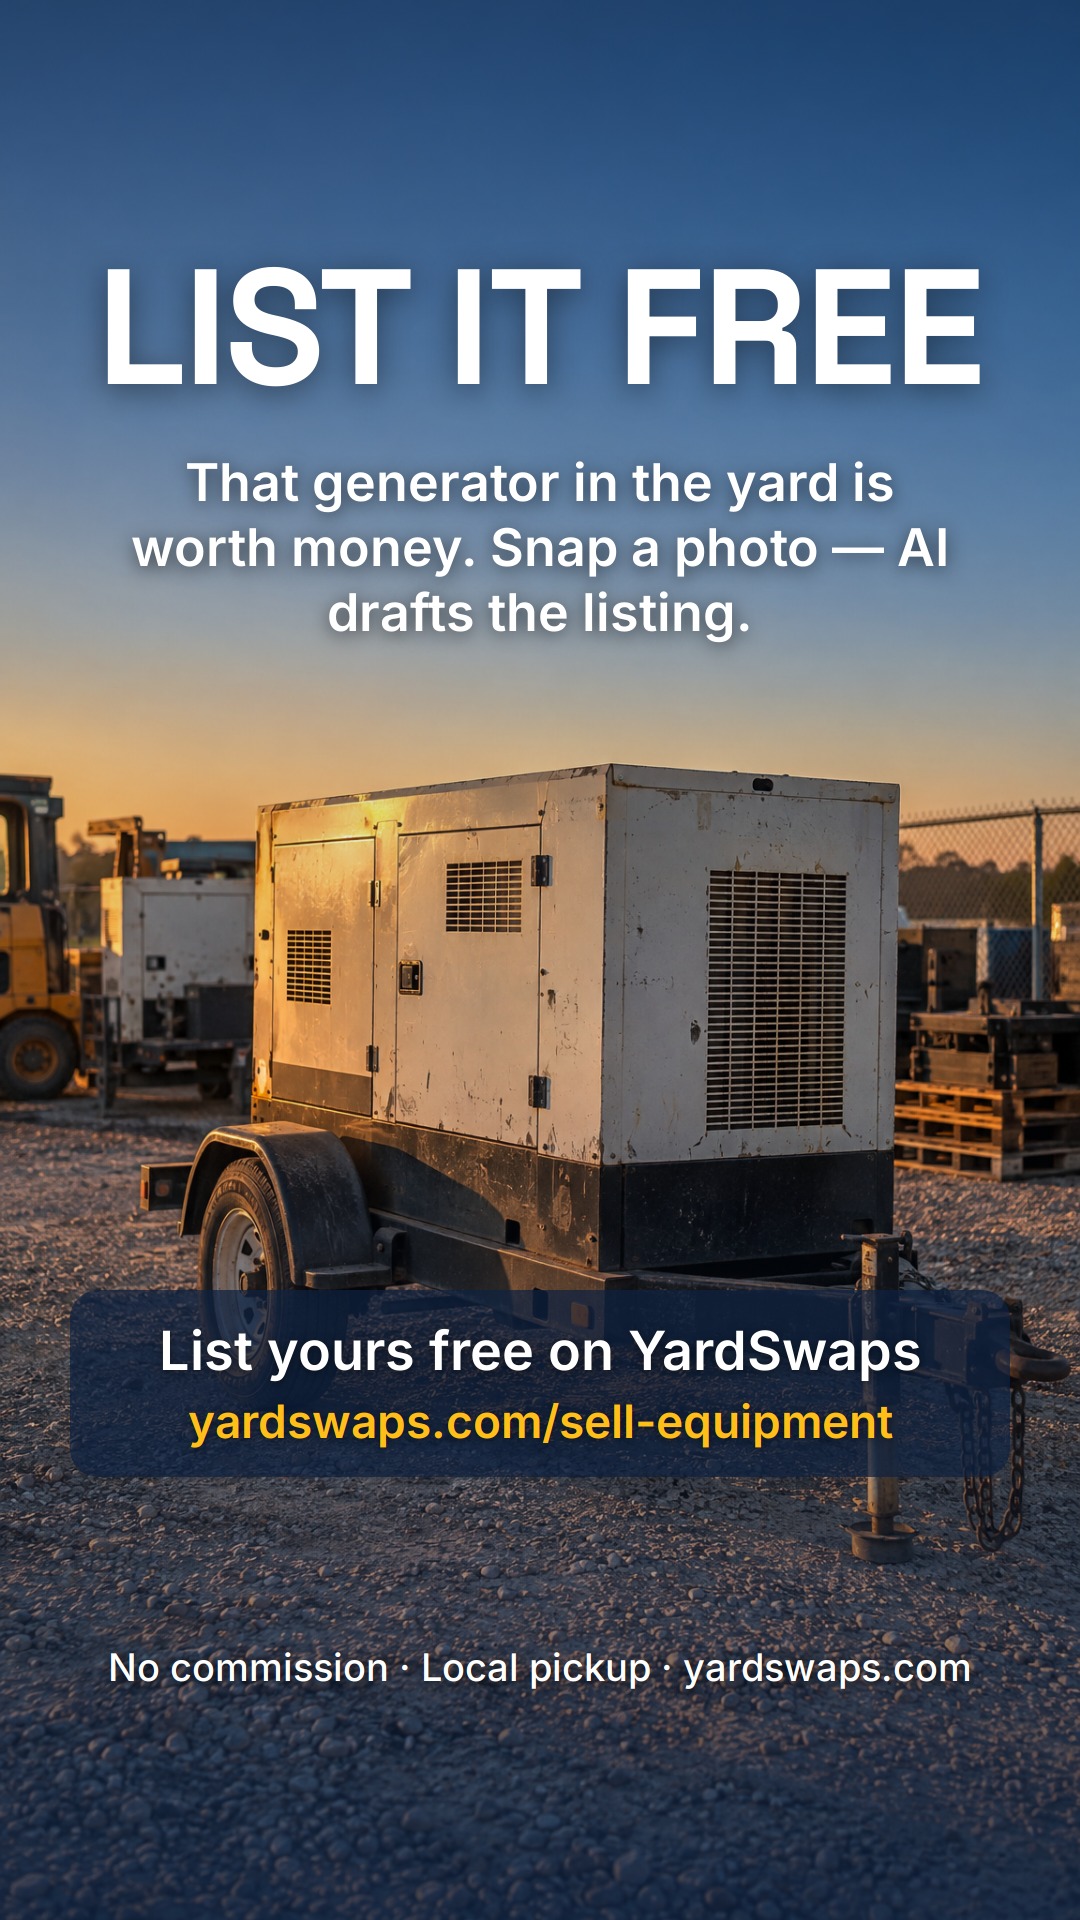 LIST IT FREE
That generator in the yard is
worth money. Snap a photo — AI
drafts the listing.
List yours free on YardSwaps
yardswaps.com/sell-equipment
No commission · Local pickup · yardswaps.com